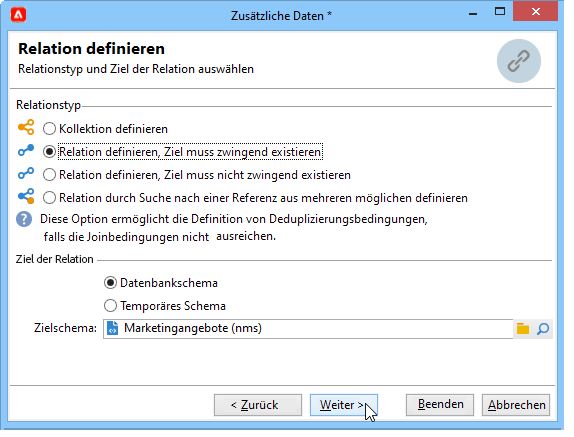 Zusätzliche Daten *
Relation definieren
Relationstyp und Ziel der Relation auswählen
Relationstyp
Kollektion definieren
Relation definieren, Ziel muss zwingend existieren
Relation definieren, Ziel muss nicht zwingend existieren
Relation durch Suche nach einer Referenz aus mehreren möglichen definieren
Diese Option ermöglicht die Definition von Deduplizierungsbedingungen,
falls die Joinbedingungen nicht ausreichen.
Ziel der Relation
Datenbankschema
Temporäres Schema
Zielschema: Marketingangebote (nms)
< Zurück Weiter > Beenden Abbrechen